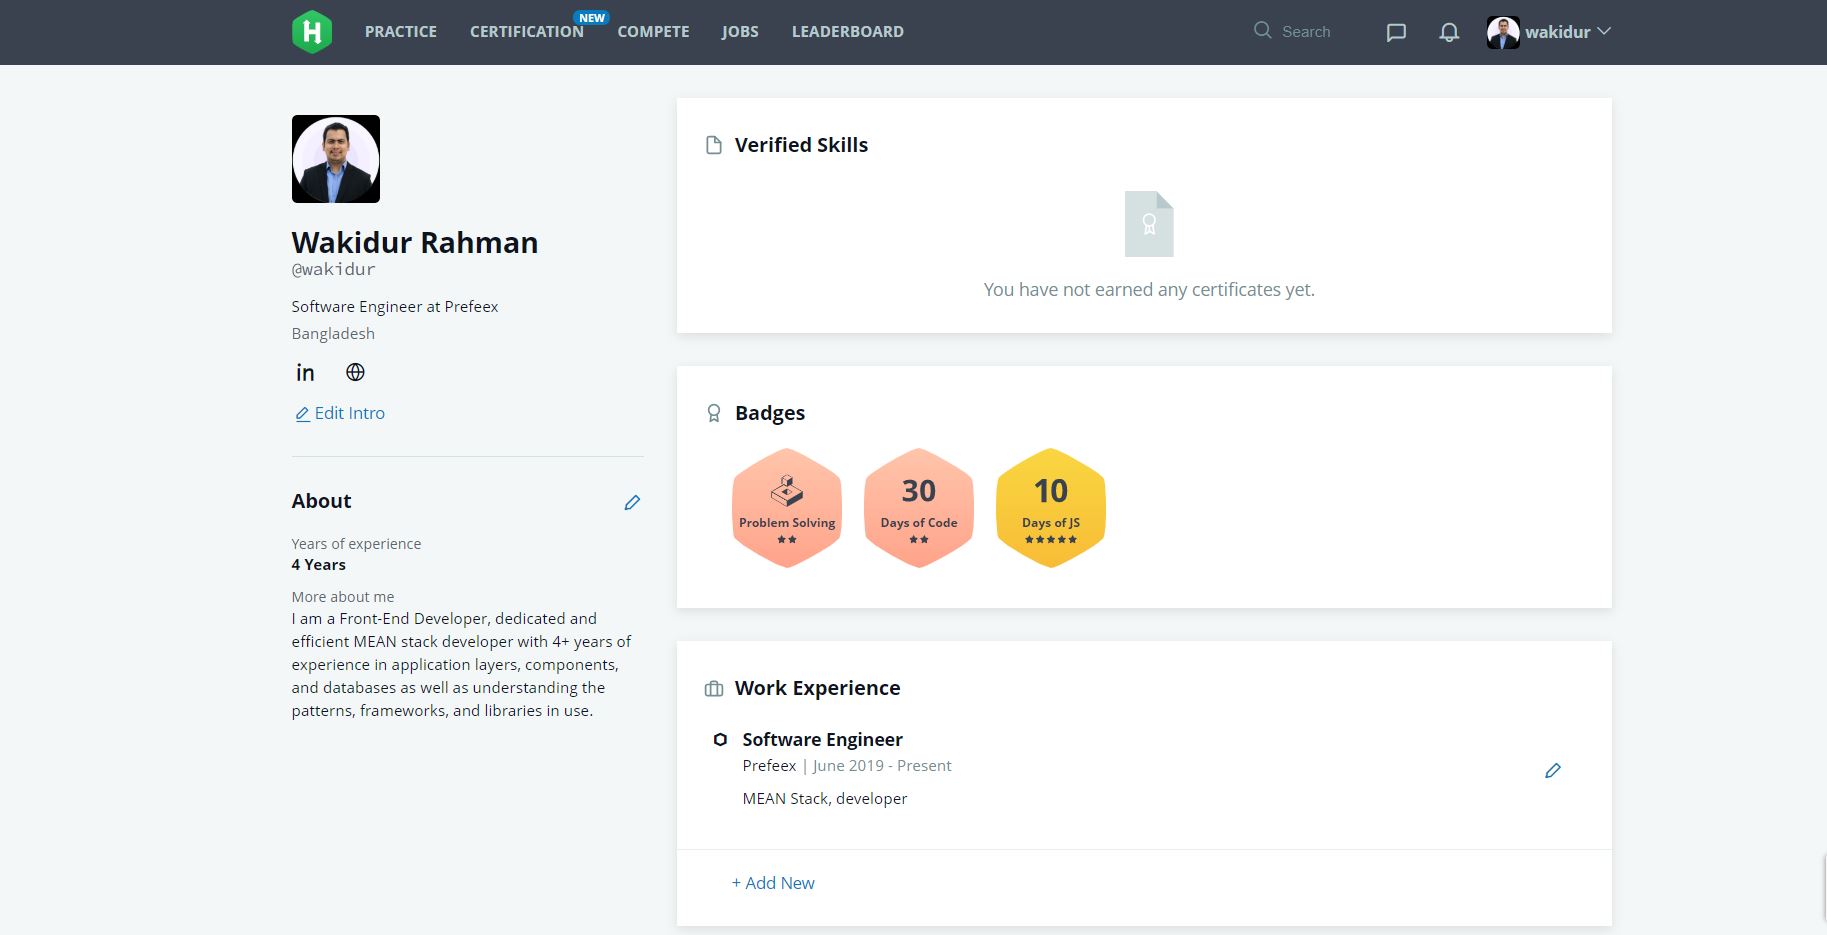 H
PRACTICE
CERTIFICATION
NEW
COMPETE
JOBS
LEADERBOARD
Search
wakidur
Wakidur Rahman
@wakidur
Software Engineer at Prefeex
Bangladesh
in
Edit Intro
About
Years of experience
4 Years
More about me
I am a Front-End Developer, dedicated and
efficient MEAN stack developer with 4+ years of
experience in application layers, components,
and databases as well as understanding the
patterns, frameworks, and libraries in use.
Verified Skills
You have not earned any certificates yet.
Badges
Problem Solving
30
Days of Code
10
Days of JS
Work Experience
Software Engineer
Prefeex | June 2019 - Present
MEAN Stack, developer
+ Add New